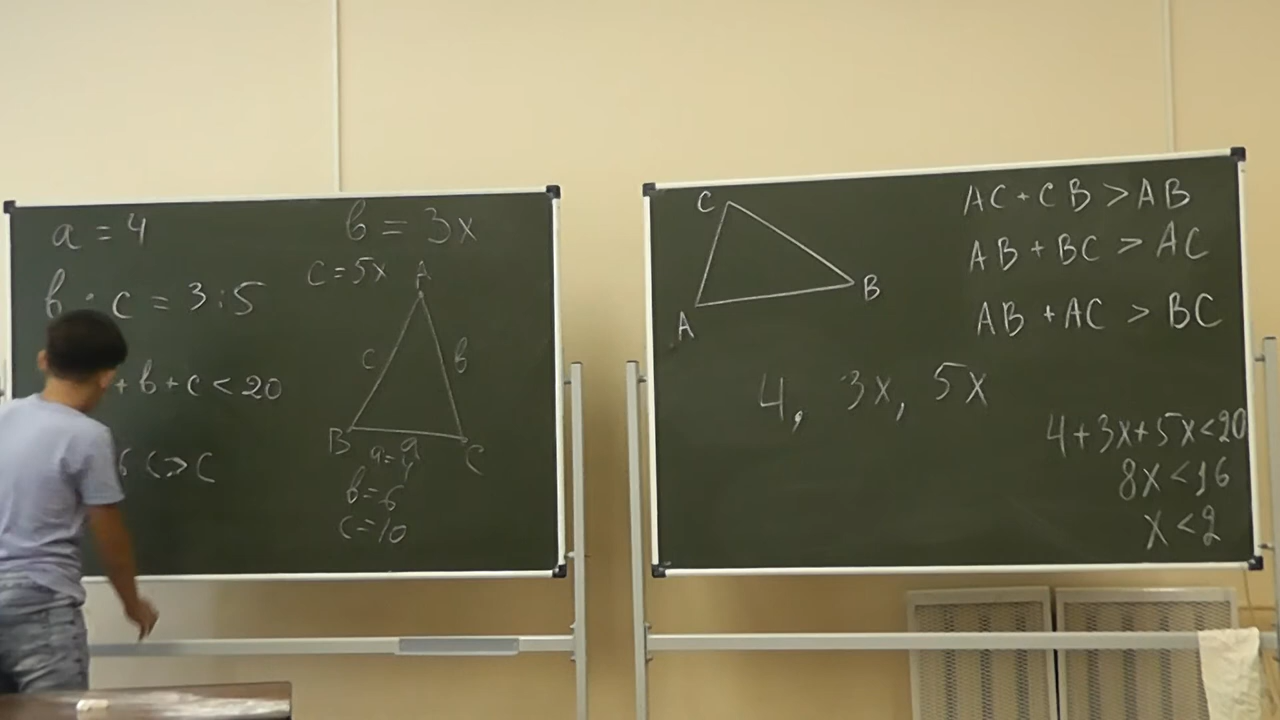 a = 4
в = 3x
c = 5x
в : c = 3:5
+ в + c < 20
A
c
в
B
C
a = 4
в = 6
c = 10
C
B
A
AC + CB > AB
AB + BC > AC
AB + AC > BC
4, 3x, 5x
4+3x+5x<20
8x < 16
x < 2